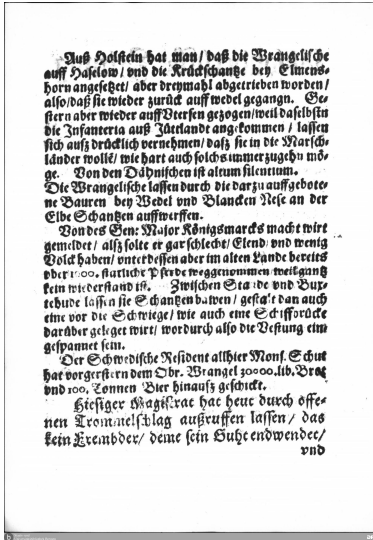 Auß Holstein hat man/ daß die Wrangelische
auff Haselow/ vnd die Krückschantze bey Elmens-
horn angesetzet/ aber dreymahl abgetrieben worden/
also/ daß sie wieder zurück auff wedel gegangn. Ge-
stern aber wieder auff Vtersen gezogen/ weil daselbstn
die Infanteria auß Jütlandt angekommen/ lassen
sich außdrücklich vernehmen/ daß sie in die Marsch-
länder wolle/ wie hart auch solchs immer zugehn mö-
ge. Von den Dähnischen ist altum silentium.
Die Wrangelische lassen durch die darzu auffgebote-
ne Bauren bey Wedel vnd Blancken Nese an der
Elbe Schantzen auffwerffen.
Von des Gen: Major Königsmarcks macht wirt
gemeldet/ alß solte er gar schlecht/ Elend/ vnd wenig
Volck haben/ vnterdessen aber im alten Lande bereits
vber starliche Pferde weggenommen weil gantz
kein wiederstand ist. Zwischen Stade vnd Bux-
tehude lassen sie Schantzen bawen/ gestalt dan auch
eine vor die Schwiege/ wie auch eine Schifforücke
darüber geleget wirt/ wordurch also die Vestung ein-
gespannet sein.
Der Schwedische Resident allhier Mons. Schut
hat vorgerstern dem Obr. Wrangel 30000. lib. Brot
vnd 100. Tonnen Bier hinauß geschickt.
Hiesiger Magistrat hat heut durch offe-
nen Trommelschlag außruffen lassen/ das
kein Frembder/ deme sein Guht endwendet/
vnd